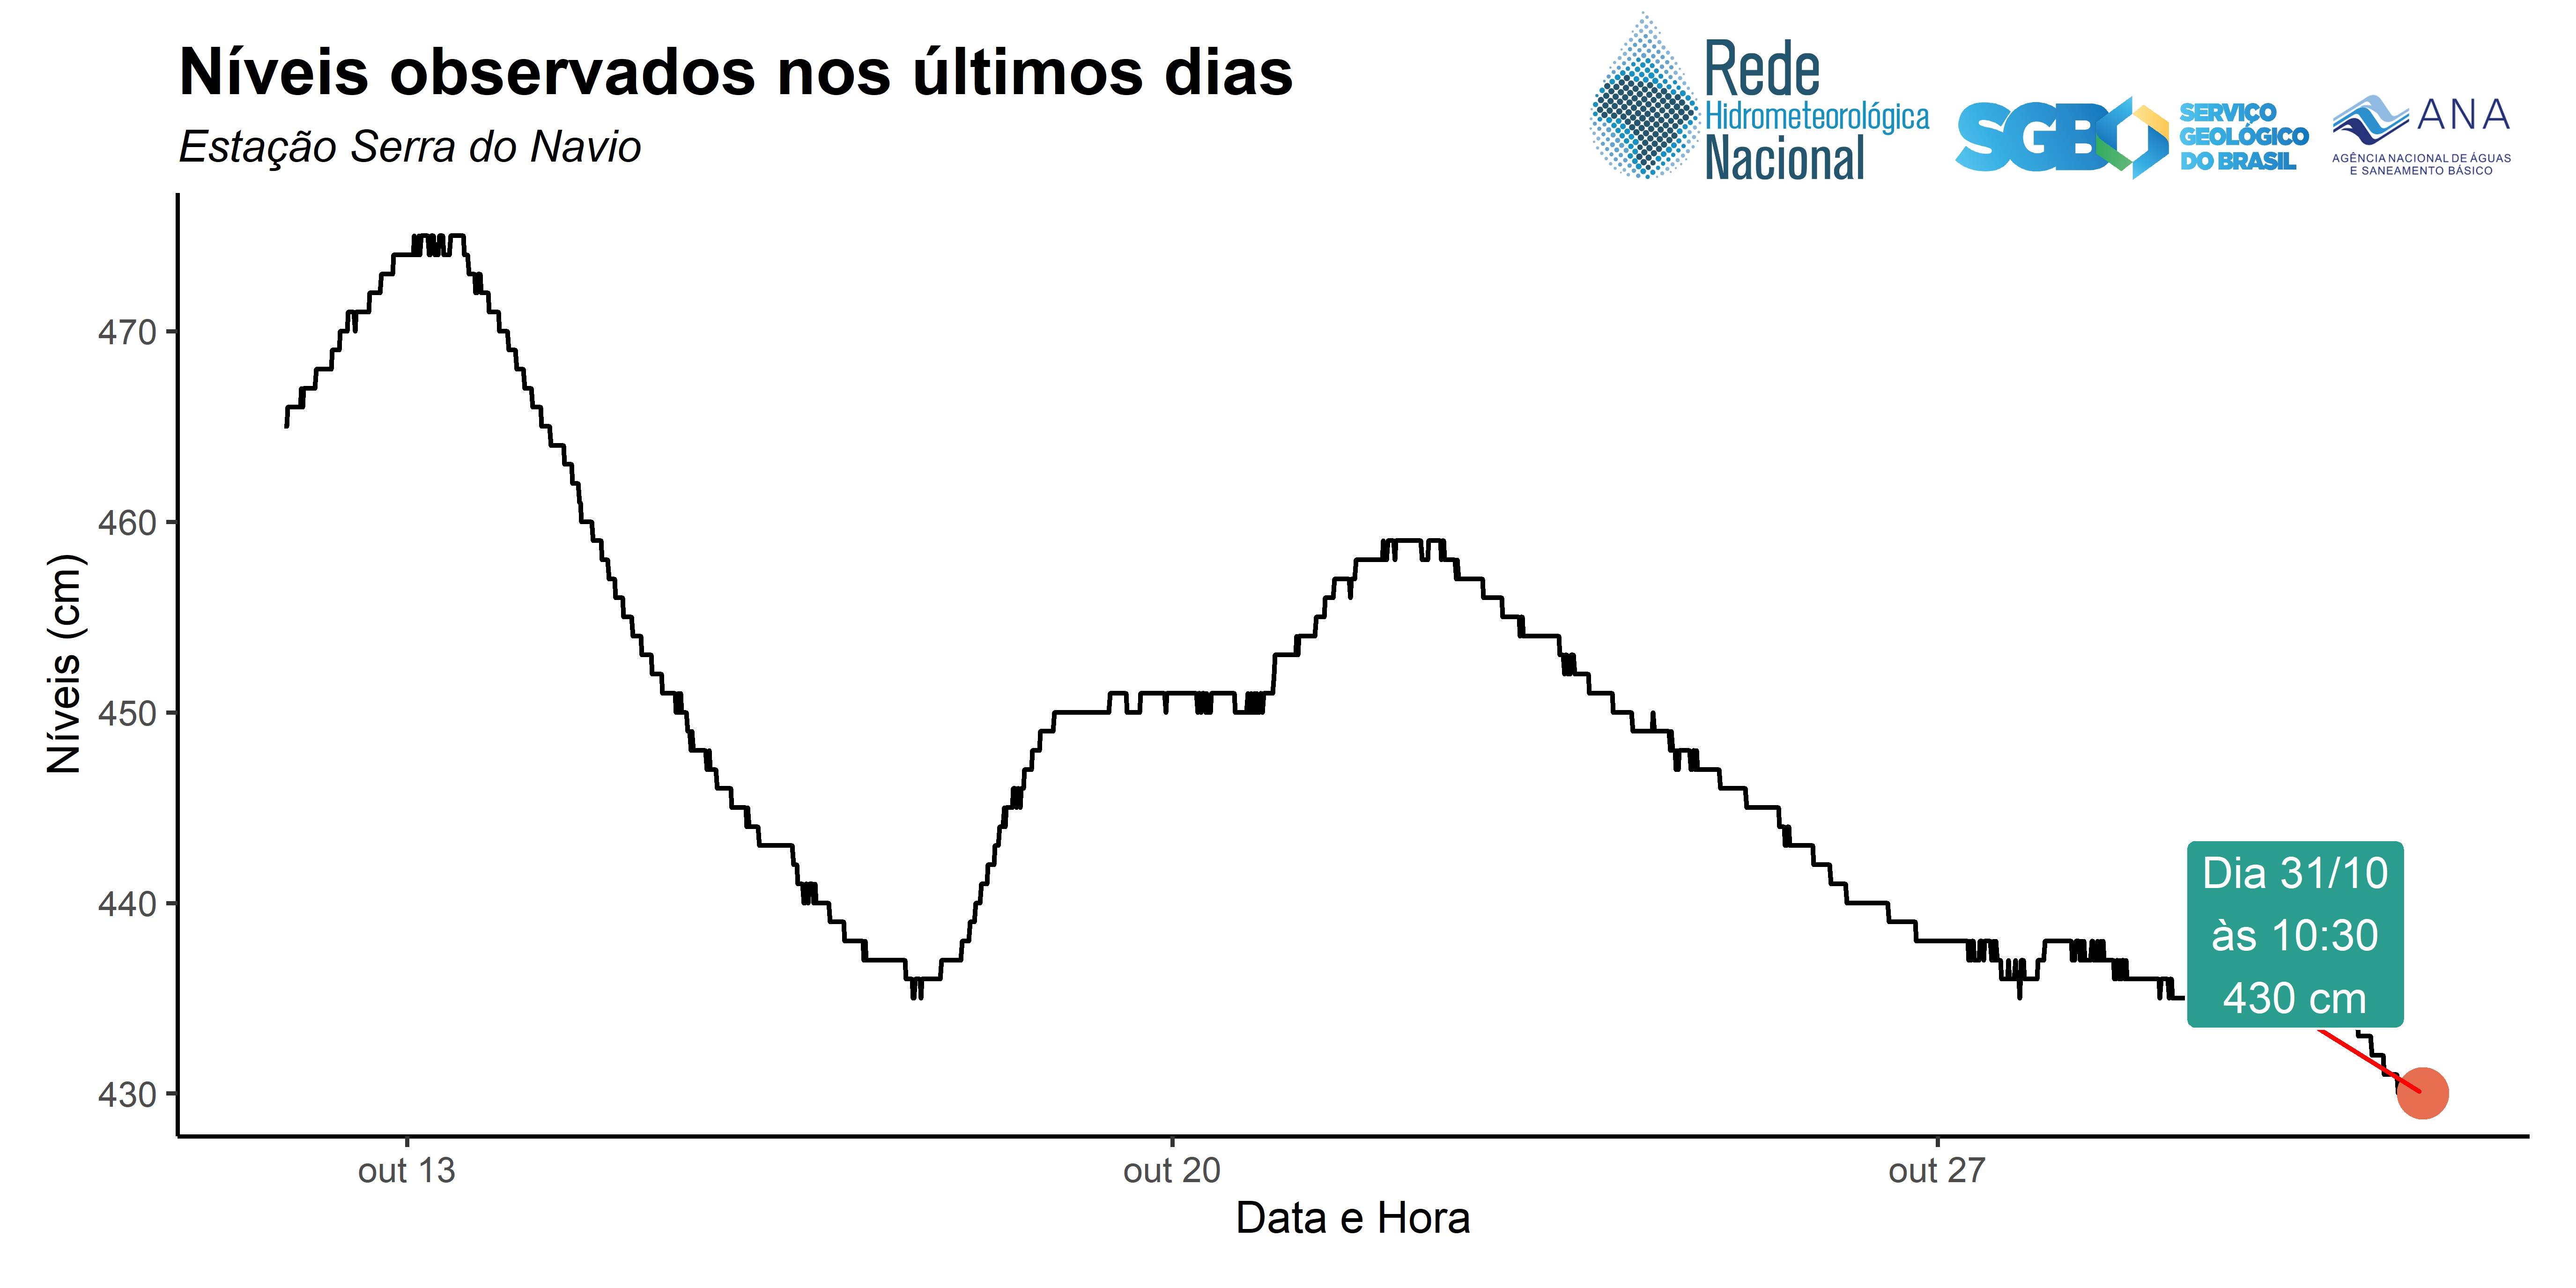 Níveis observados nos últimos dias
Estação Serra do Navio
Rede
Hidrometeorológica
Nacional
SGB
SERVIÇO
GEOLÓGICO
DO BRASIL
ANA
AGÊNCIA NACIONAL DE ÁGUAS
E SANEAMENTO BÁSICO
Níveis (cm)
470
460
450
440
430
Dia 31/10
às 10:30
430 cm
out 13
out 20
out 27
Data e Hora